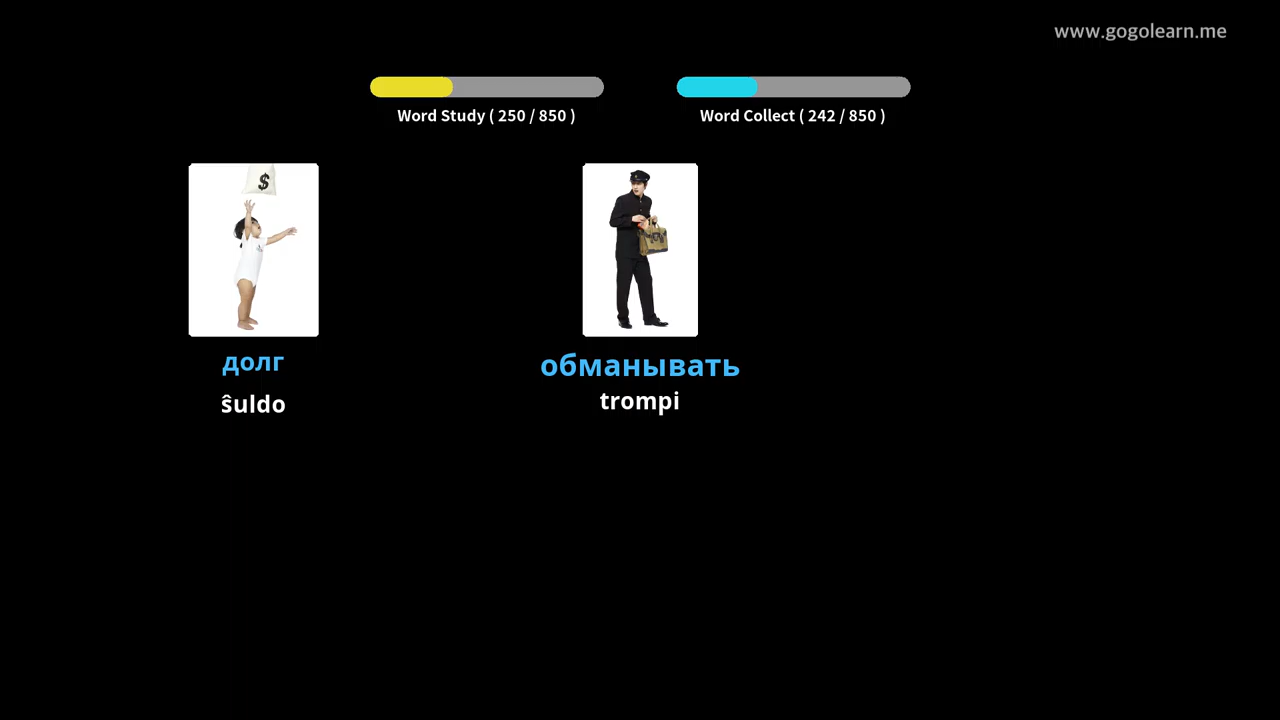 www.gogolearn.me
Word Study ( 250 / 850 )
Word Collect ( 242 / 850 )
$
долг
ŝuldo
обманывать
trompi